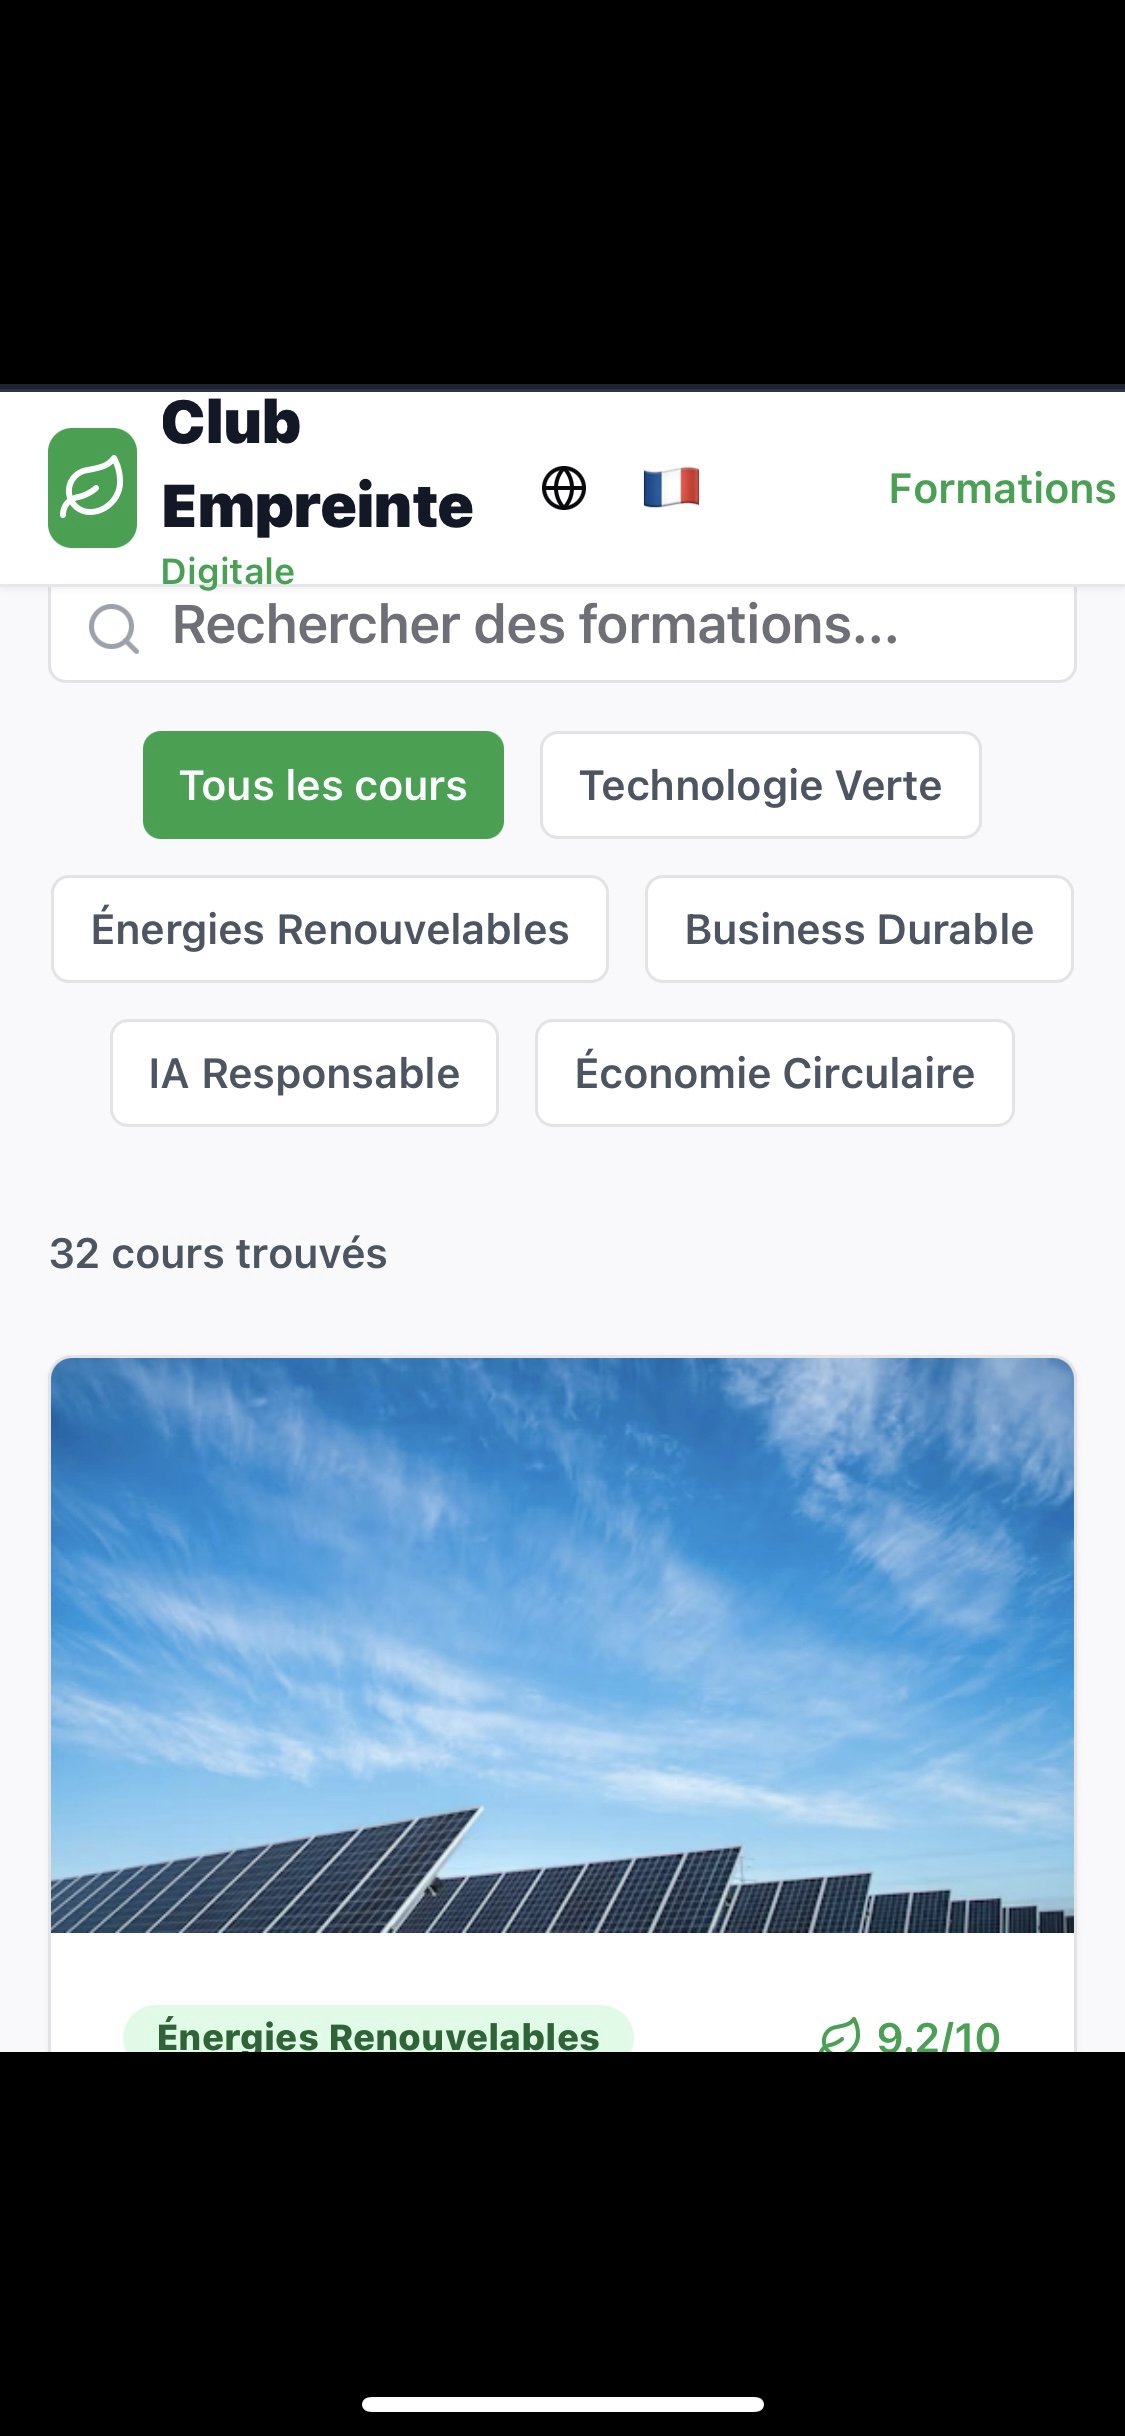 Club
Empreinte
Digitale
Formations
Rechercher des formations...
Tous les cours
Technologie Verte
Énergies Renouvelables
Business Durable
IA Responsable
Économie Circulaire
32 cours trouvés
Énergies Renouvelables
9.2/10